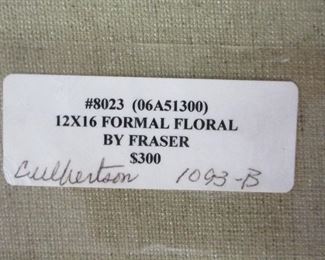 #8023 (06A51300)
12X16 FORMAL FLORAL
BY FRASER
$300
Culbertson 1093-B